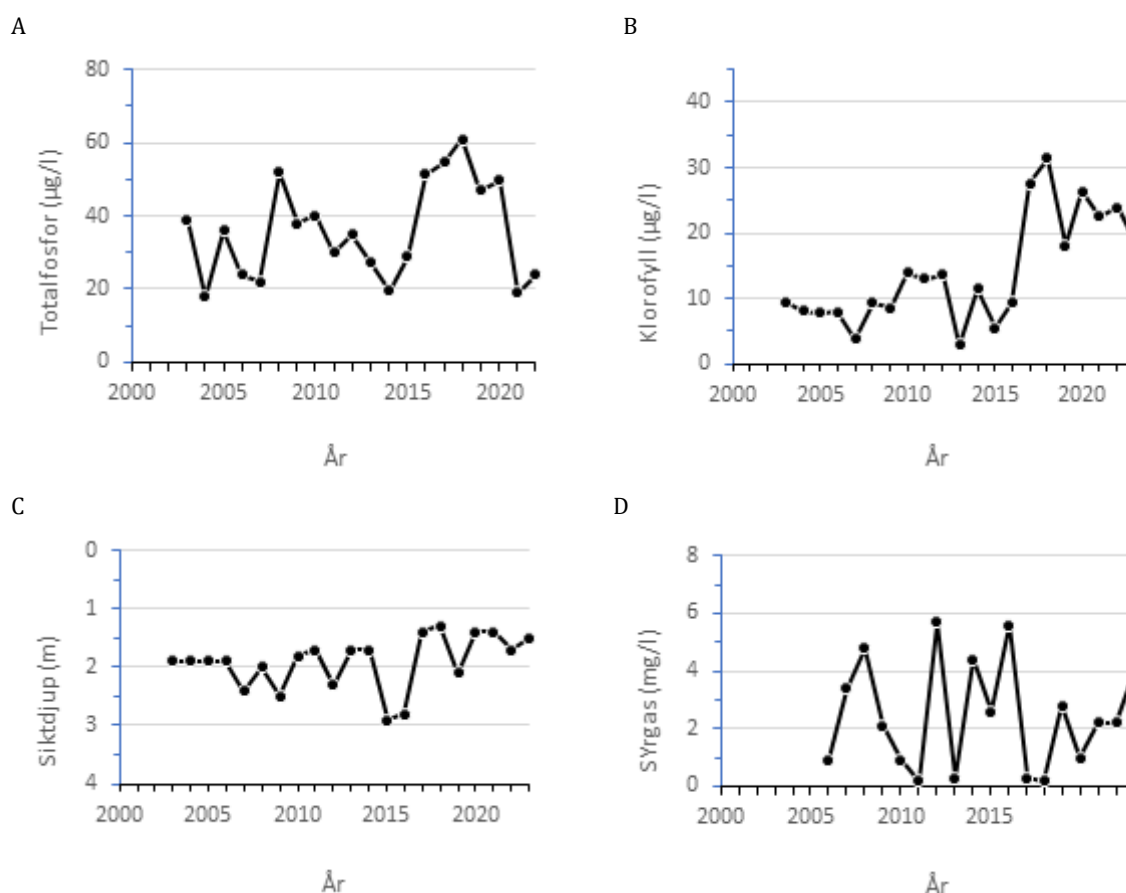 A
Totalfosfor (µg/l)
80
60
40
20
0
2000 2005 2010 2015 2020
År
B
Klorofyll (µg/l)
40
30
20
10
0
2000 2005 2010 2015 2020
År
C
Siktdjup (m)
0
1
2
3
4
2000 2005 2010 2015 2020
År
D
SYrgas (mg/l)
8
6
4
2
0
2000 2005 2010 2015
År